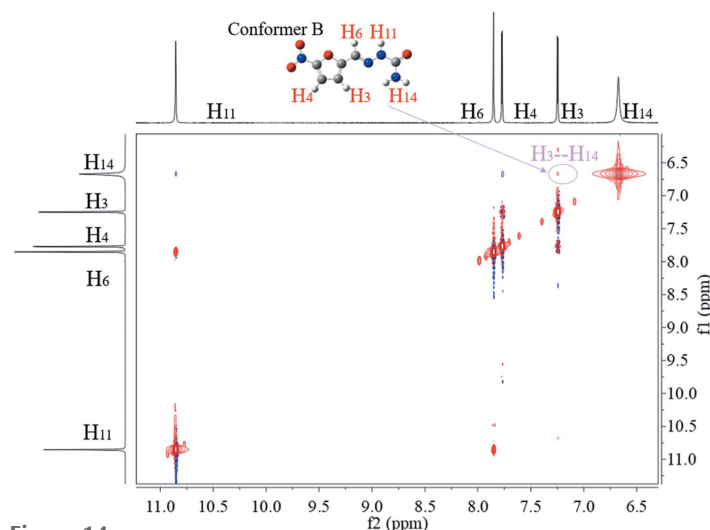 Conformer B
H6 H11
H4 H3 H14
H11 H6 H4 H3 H14
H3--H14
H14
H3
H4
H6
H11
6.5
7.0
7.5
8.0
8.5
9.0
9.5
10.0
10.5
11.0
f1 (ppm)
11.0 10.5 10.0 9.5 9.0 8.5 8.0 7.5 7.0 6.5
f2 (ppm)